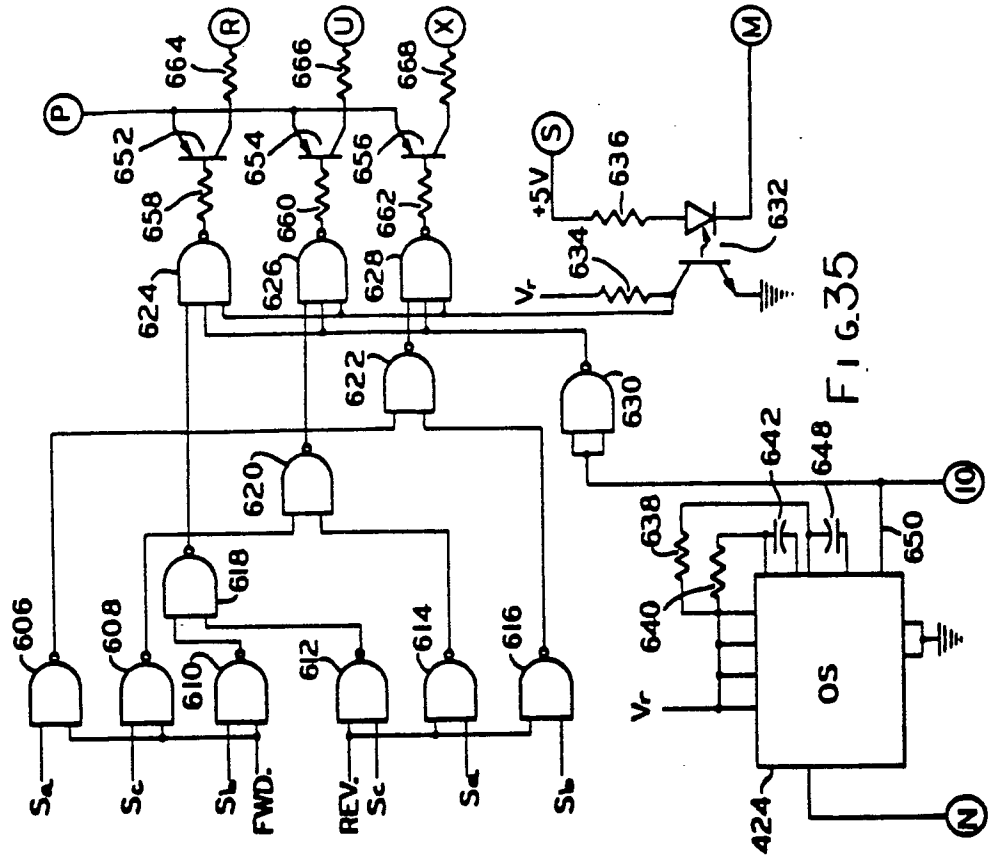 P
652
664
R
658
624
654
666
U
660
626
656
668
X
662
628
622
620
618
606
608
610
612
614
616
Sa
Sc
Sb
FWD.
REV.
Sc
Sa
Sb
630
S
+5V
636
634
Vr
632
M
FIG. 35
638
640
642
648
650
Vr
OS
424
N
10